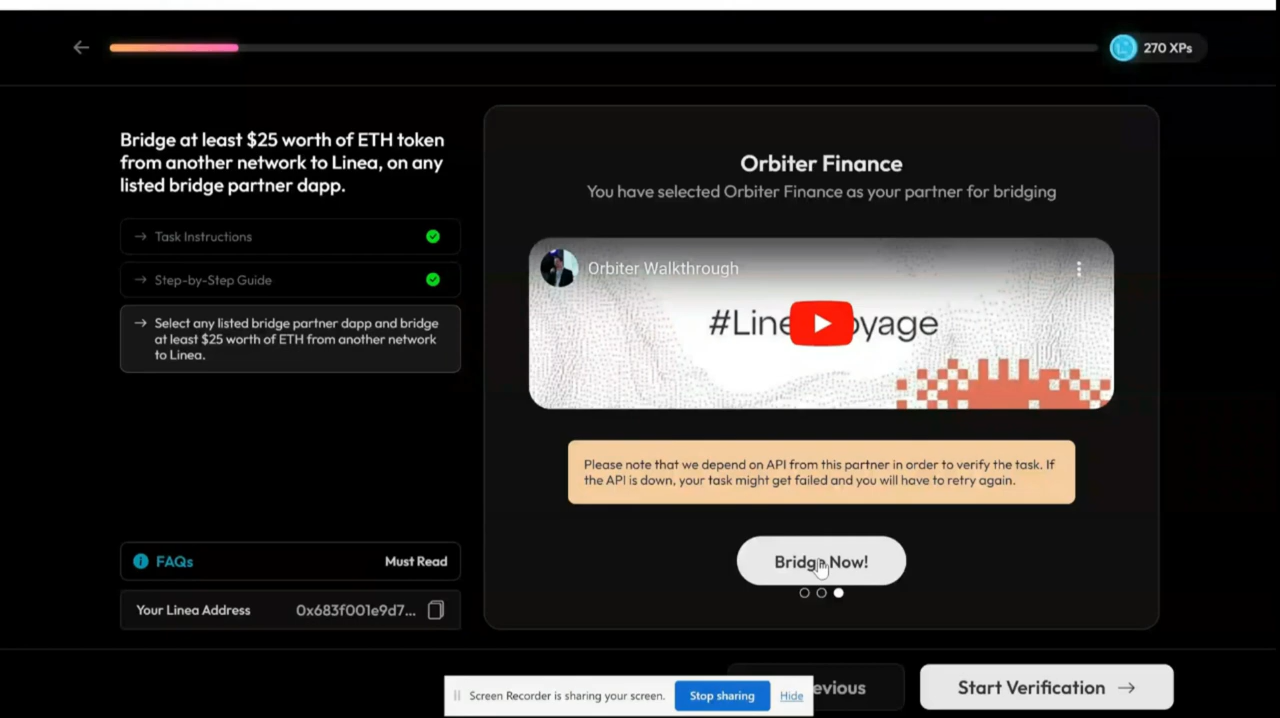 270 XPs
Bridge at least $25 worth of ETH token
from another network to Linea, on any
listed bridge partner dapp.
Task Instructions
Step-by-Step Guide
Select any listed bridge partner dapp and bridge
at least $25 worth of ETH from another network
to Linea.
FAQs
Must Read
Your Linea Address
0x683f001e9d7...
Orbiter Finance
You have selected Orbiter Finance as your partner for bridging
Orbiter Walkthrough
Please note that we depend on API from this partner in order to verify the task. If
the API is down, your task might get failed and you will have to retry again.
Bridge Now!
Start Verification
Screen Recorder is sharing your screen.
Stop sharing
Hide